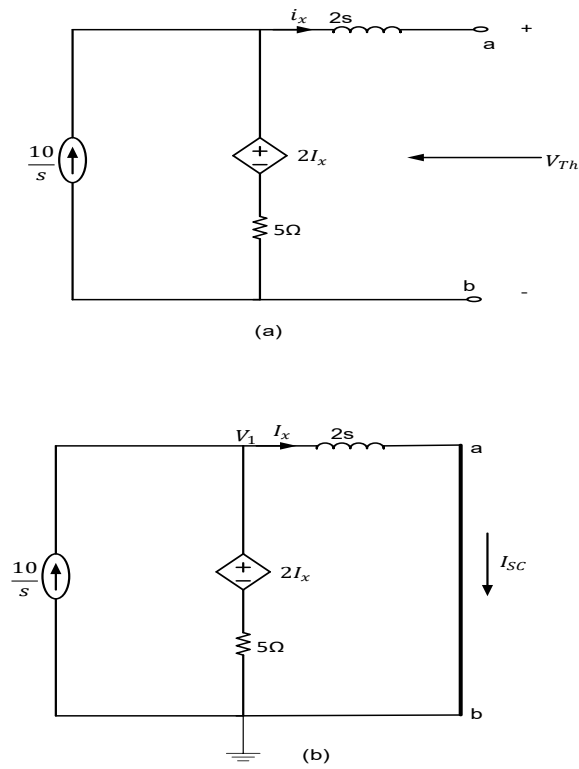 i_x 2s
a +
10/s
+
−
2I_x
V_Th
5Ω
b -
(a)
V_1 I_x 2s
a
10/s
+
−
2I_x
I_SC
5Ω
b
(b)